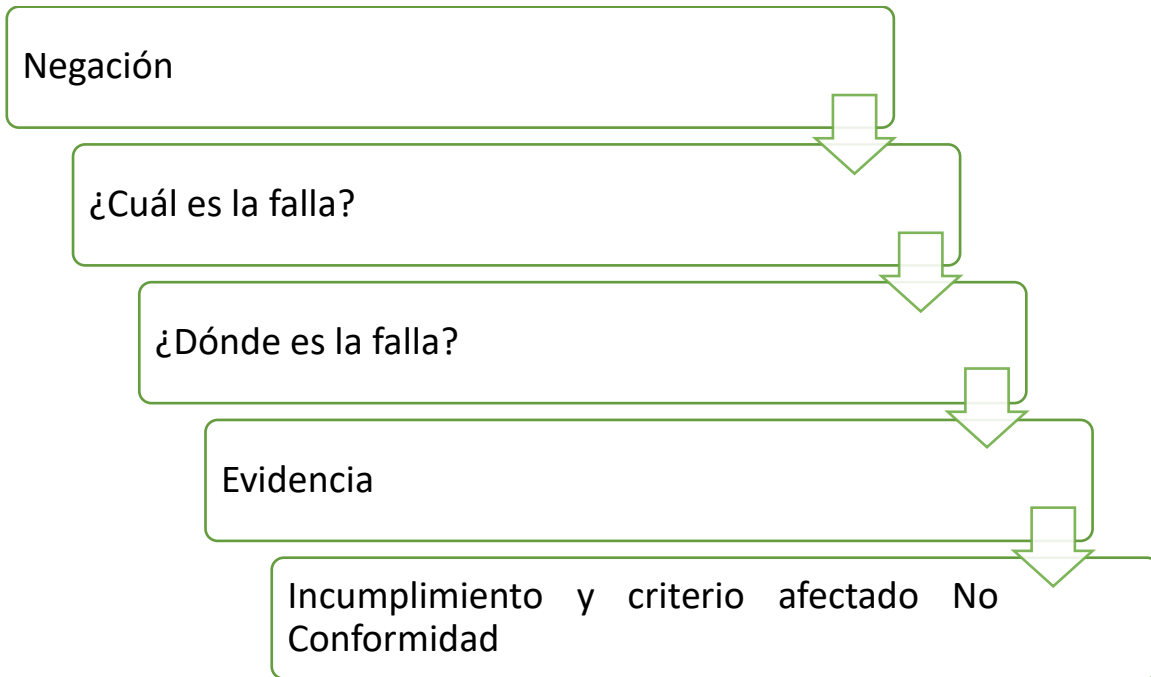 Negación
¿Cuál es la falla?
¿Dónde es la falla?
Evidencia
Incumplimiento y criterio afectado No
Conformidad